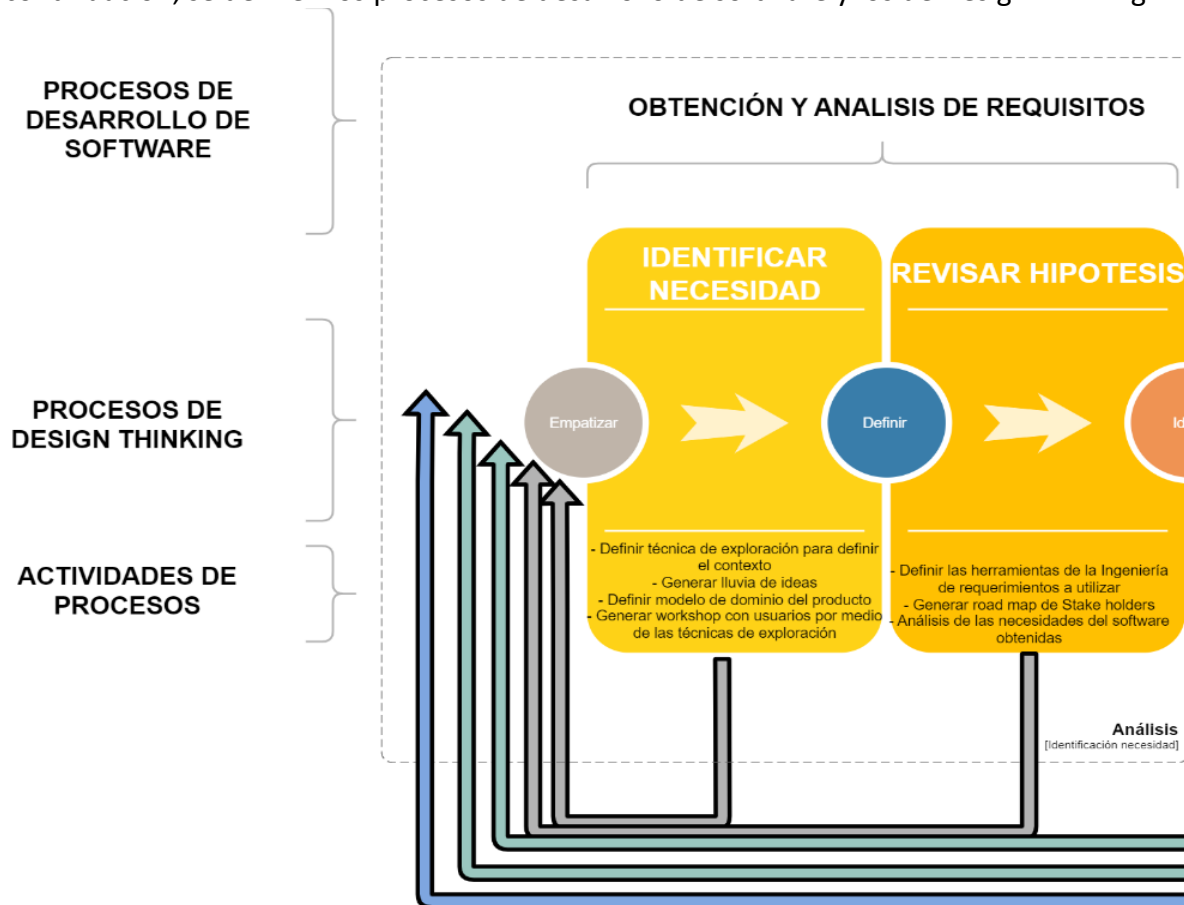 PROCESOS DE
DESARROLLO DE
SOFTWARE
OBTENCIÓN Y ANALISIS DE REQUISITOS
IDENTIFICAR
NECESIDAD
REVISAR HIPOTESIS
PROCESOS DE
DESIGN THINKING
Empatizar
Definir
ACTIVIDADES DE
PROCESOS
- Definir técnica de exploración para definir
el contexto
- Generar lluvia de ideas
- Definir modelo de dominio del producto
- Generar workshop con usuarios por medio
de las técnicas de exploración
- Definir las herramientas de la Ingeniería
de requerimientos a utilizar
- Generar road map de Stake holders
- Análisis de las necesidades del software
obtenidas
Análisis
[Identificación necesidad]